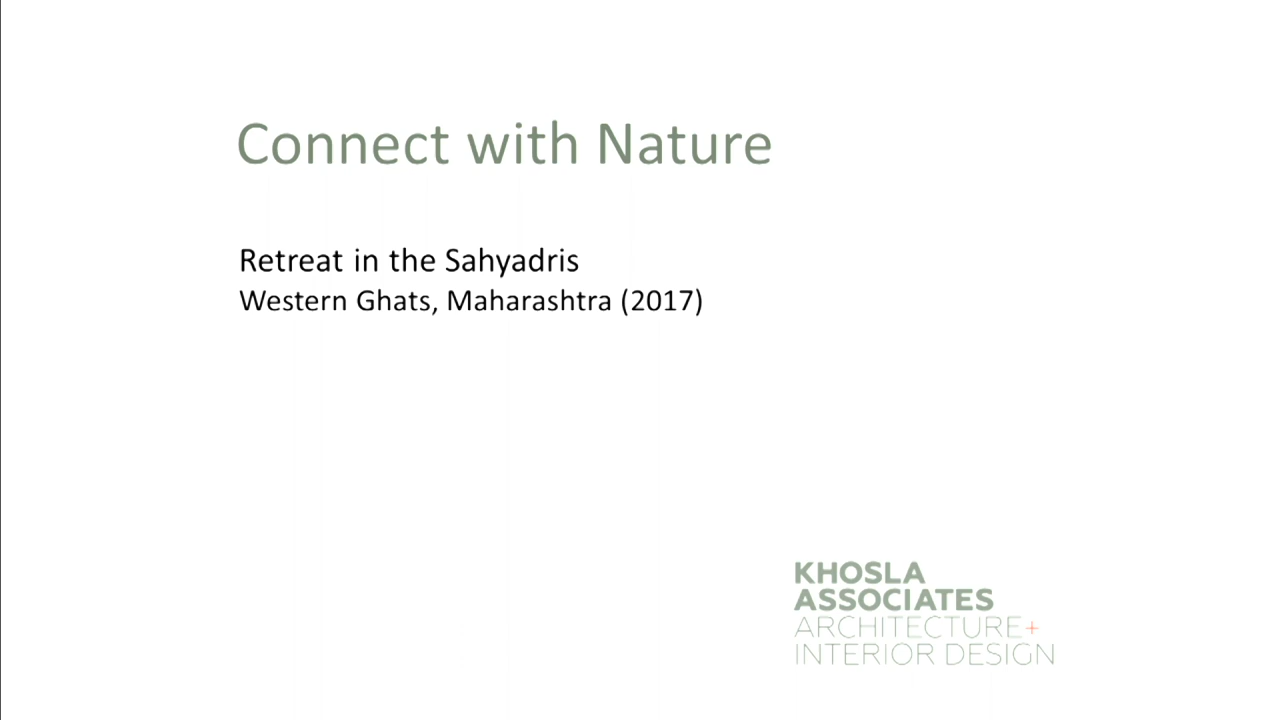 Connect with Nature
Retreat in the Sahyadris
Western Ghats, Maharashtra (2017)
KHOSLA
ASSOCIATES
ARCHITECTURE+
INTERIOR DESIGN